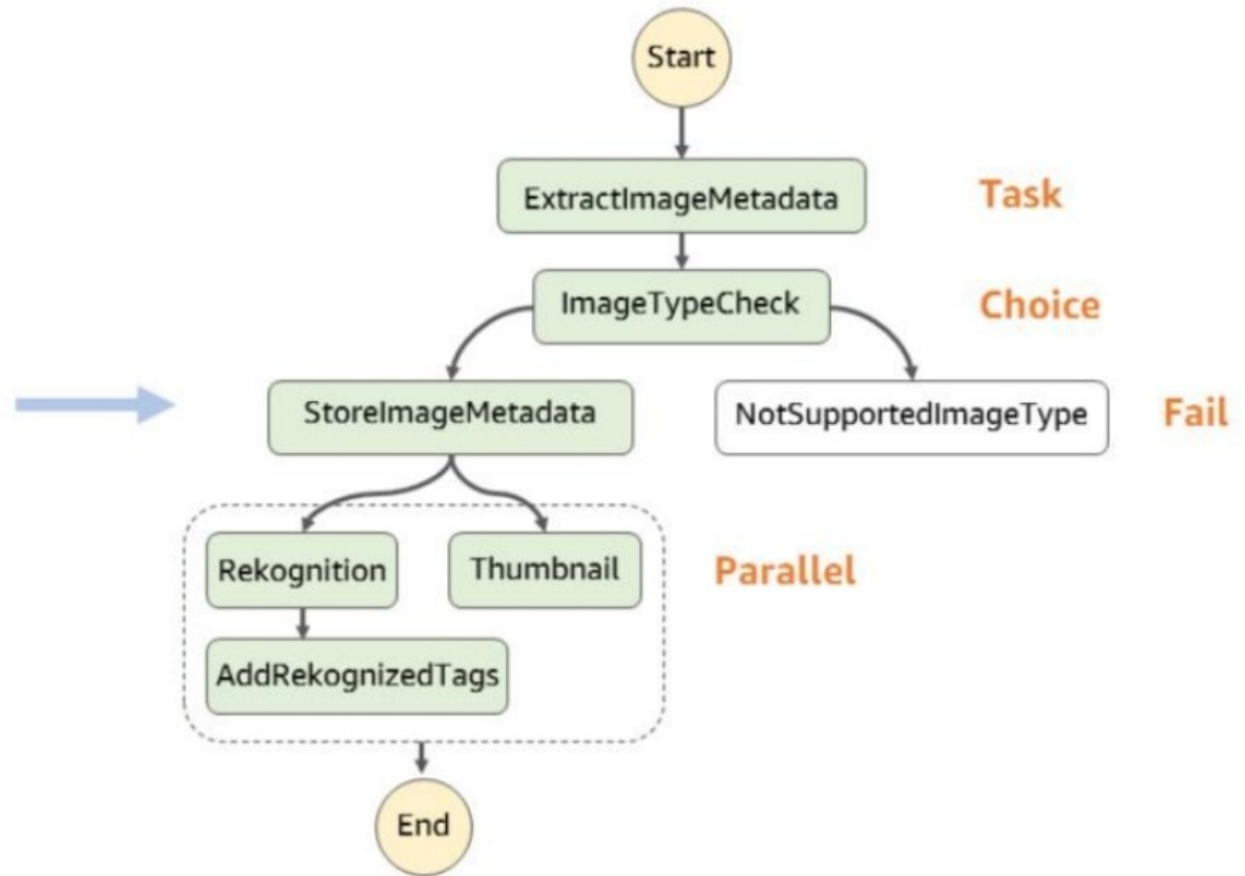 Start
ExtractImageMetadata
Task
ImageTypeCheck
Choice
StoreImageMetadata
NotSupportedImageType
Fail
Rekognition
Thumbnail
Parallel
AddRekognizedTags
End